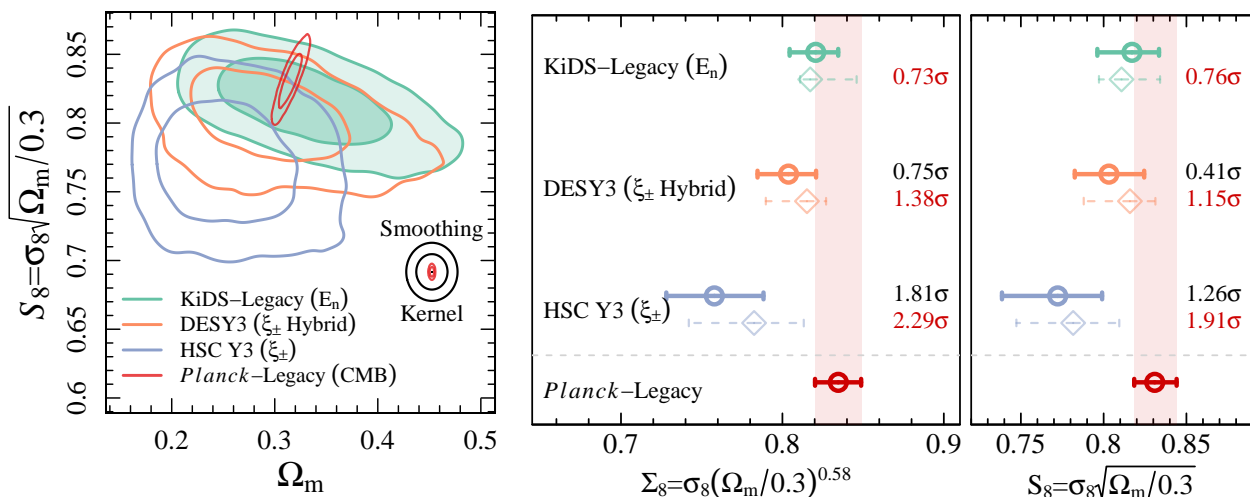 S₈=σ₈√Ω_m/0.3
0.6 0.65 0.7 0.75 0.8 0.85
Smoothing
Kernel
KiDS–Legacy (Eₙ)
DESY3 (ξ± Hybrid)
HSC Y3 (ξ±)
Planck–Legacy (CMB)
0.2 0.3 0.4 0.5
Ω_m
KiDS–Legacy (Eₙ)
0.73σ
DESY3 (ξ± Hybrid)
0.75σ
1.38σ
HSC Y3 (ξ±)
1.81σ
2.29σ
Planck–Legacy
0.7 0.8 0.9
Σ₈=σ₈(Ω_m/0.3)^0.58
0.76σ
0.41σ
1.15σ
1.26σ
1.91σ
0.75 0.8 0.85
S₈=σ₈√Ω_m/0.3